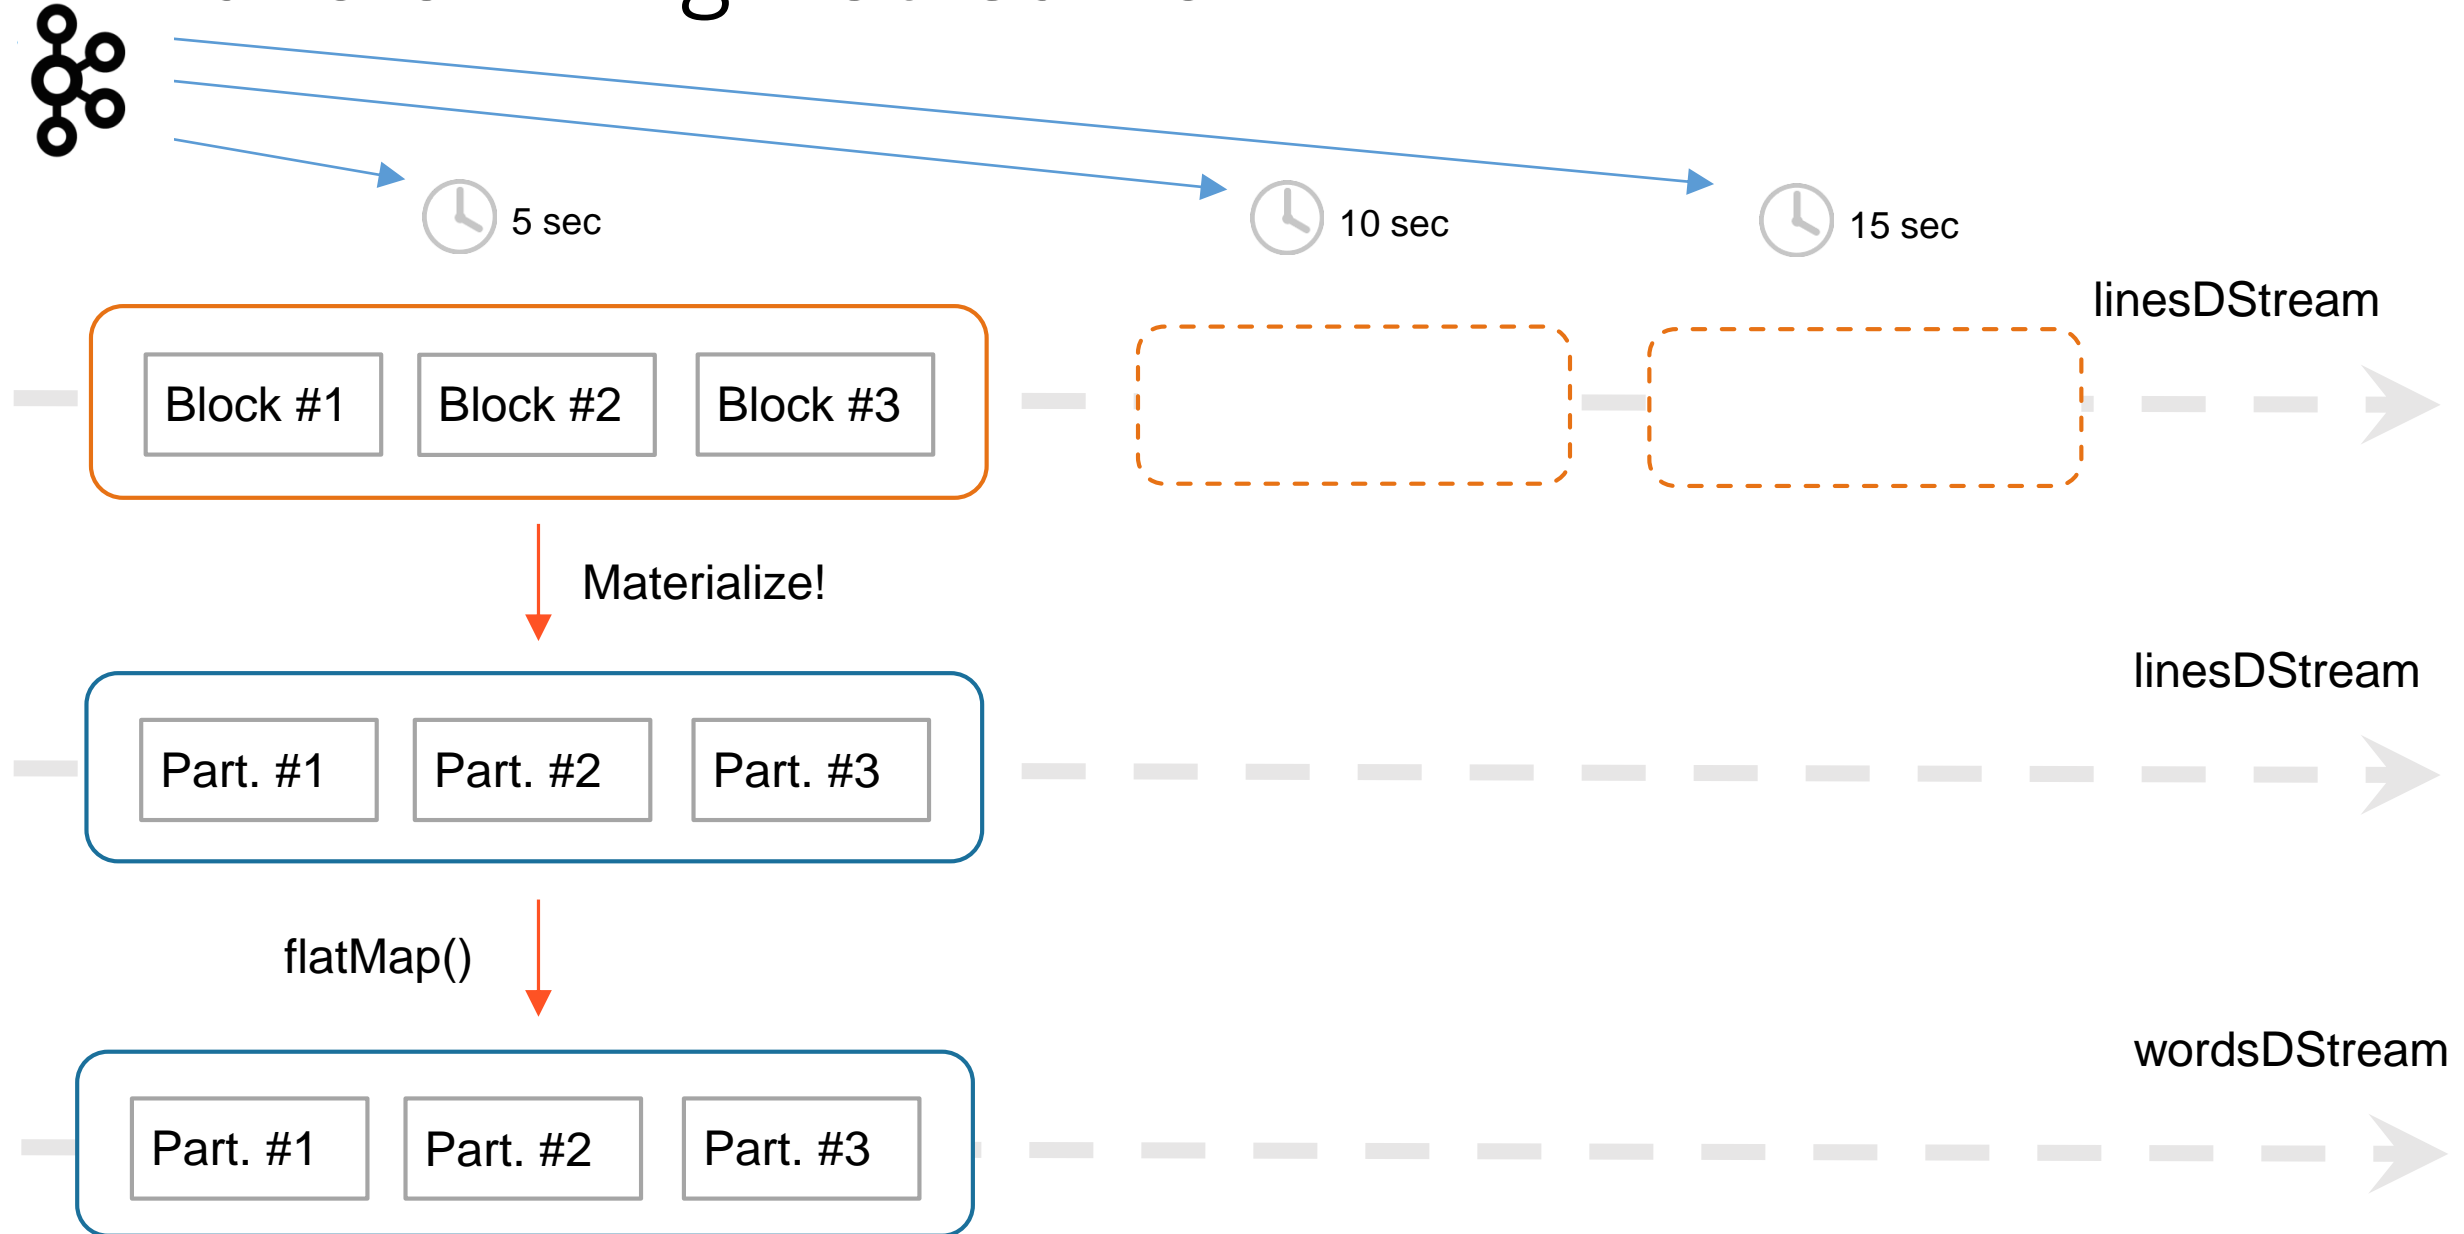 5 sec
10 sec
15 sec
linesDStream
Block #1
Block #2
Block #3
Materialize!
linesDStream
Part. #1
Part. #2
Part. #3
flatMap()
wordsDStream
Part. #1
Part. #2
Part. #3